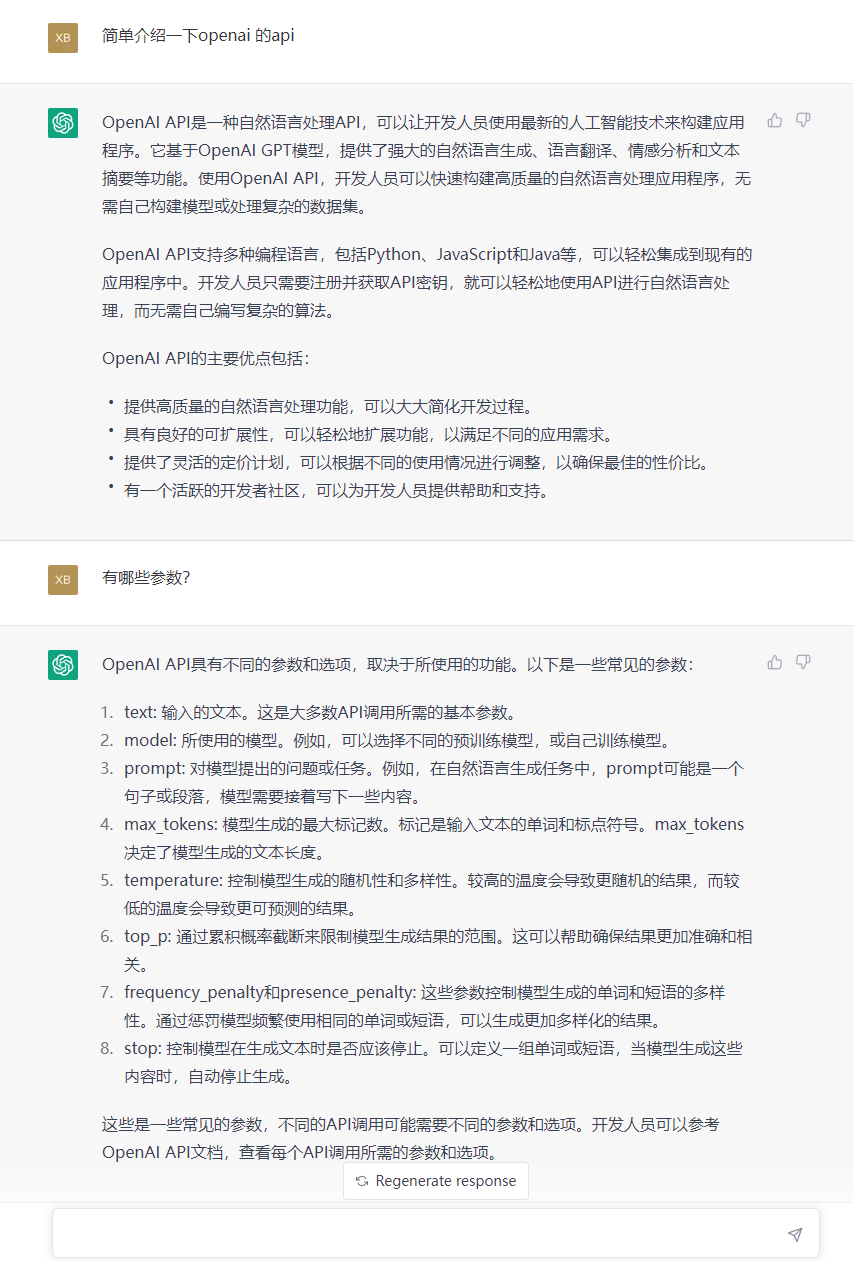 XB
简单介绍一下openai 的api
OpenAI API是一种自然语言处理API，可以让开发人员使用最新的人工智能技术来构建应用
程序。它基于OpenAI GPT模型，提供了强大的自然语言生成、语言翻译、情感分析和文本
摘要等功能。使用OpenAI API，开发人员可以快速构建高质量的自然语言处理应用程序，无
需自己构建模型或处理复杂的数据集。
OpenAI API支持多种编程语言，包括Python、JavaScript和Java等，可以轻松集成到现有的
应用程序中。开发人员只需要注册并获取API密钥，就可以轻松地使用API进行自然语言处
理，而无需自己编写复杂的算法。
OpenAI API的主要优点包括：
• 提供高质量的自然语言处理功能，可以大大简化开发过程。
• 具有良好的可扩展性，可以轻松地扩展功能，以满足不同的应用需求。
• 提供了灵活的定价计划，可以根据不同的使用情况进行调整，以确保最佳的性价比。
• 有一个活跃的开发者社区，可以为开发人员提供帮助和支持。
XB
有哪些参数？
OpenAI API具有不同的参数和选项，取决于所使用的功能。以下是一些常见的参数：
1. text: 输入的文本。这是大多数API调用所需的基本参数。
2. model: 所使用的模型。例如，可以选择不同的预训练模型，或自己训练模型。
3. prompt: 对模型提出的问题或任务。例如，在自然语言生成任务中，prompt可能是一个
句子或段落，模型需要接着写下一些内容。
4. max_tokens: 模型生成的最大标记数。标记是输入文本的单词和标点符号。max_tokens
决定了模型生成的文本长度。
5. temperature: 控制模型生成的随机性和多样性。较高的温度会导致更随机的结果，而较
低的温度会导致更可预测的结果。
6. top_p: 通过累积概率截断来限制模型生成结果的范围。这可以帮助确保结果更加准确和相
关。
7. frequency_penalty和presence_penalty: 这些参数控制模型生成的单词和短语的多样
性。通过惩罚模型频繁使用相同的单词或短语，可以生成更加多样化的结果。
8. stop: 控制模型在生成文本时是否应该停止。可以定义一组单词或短语，当模型生成这些
内容时，自动停止生成。
这些是一些常见的参数，不同的API调用可能需要不同的参数和选项。开发人员可以参考
OpenAI API文档，查看每个API调用所需的参数和选项。
Regenerate response